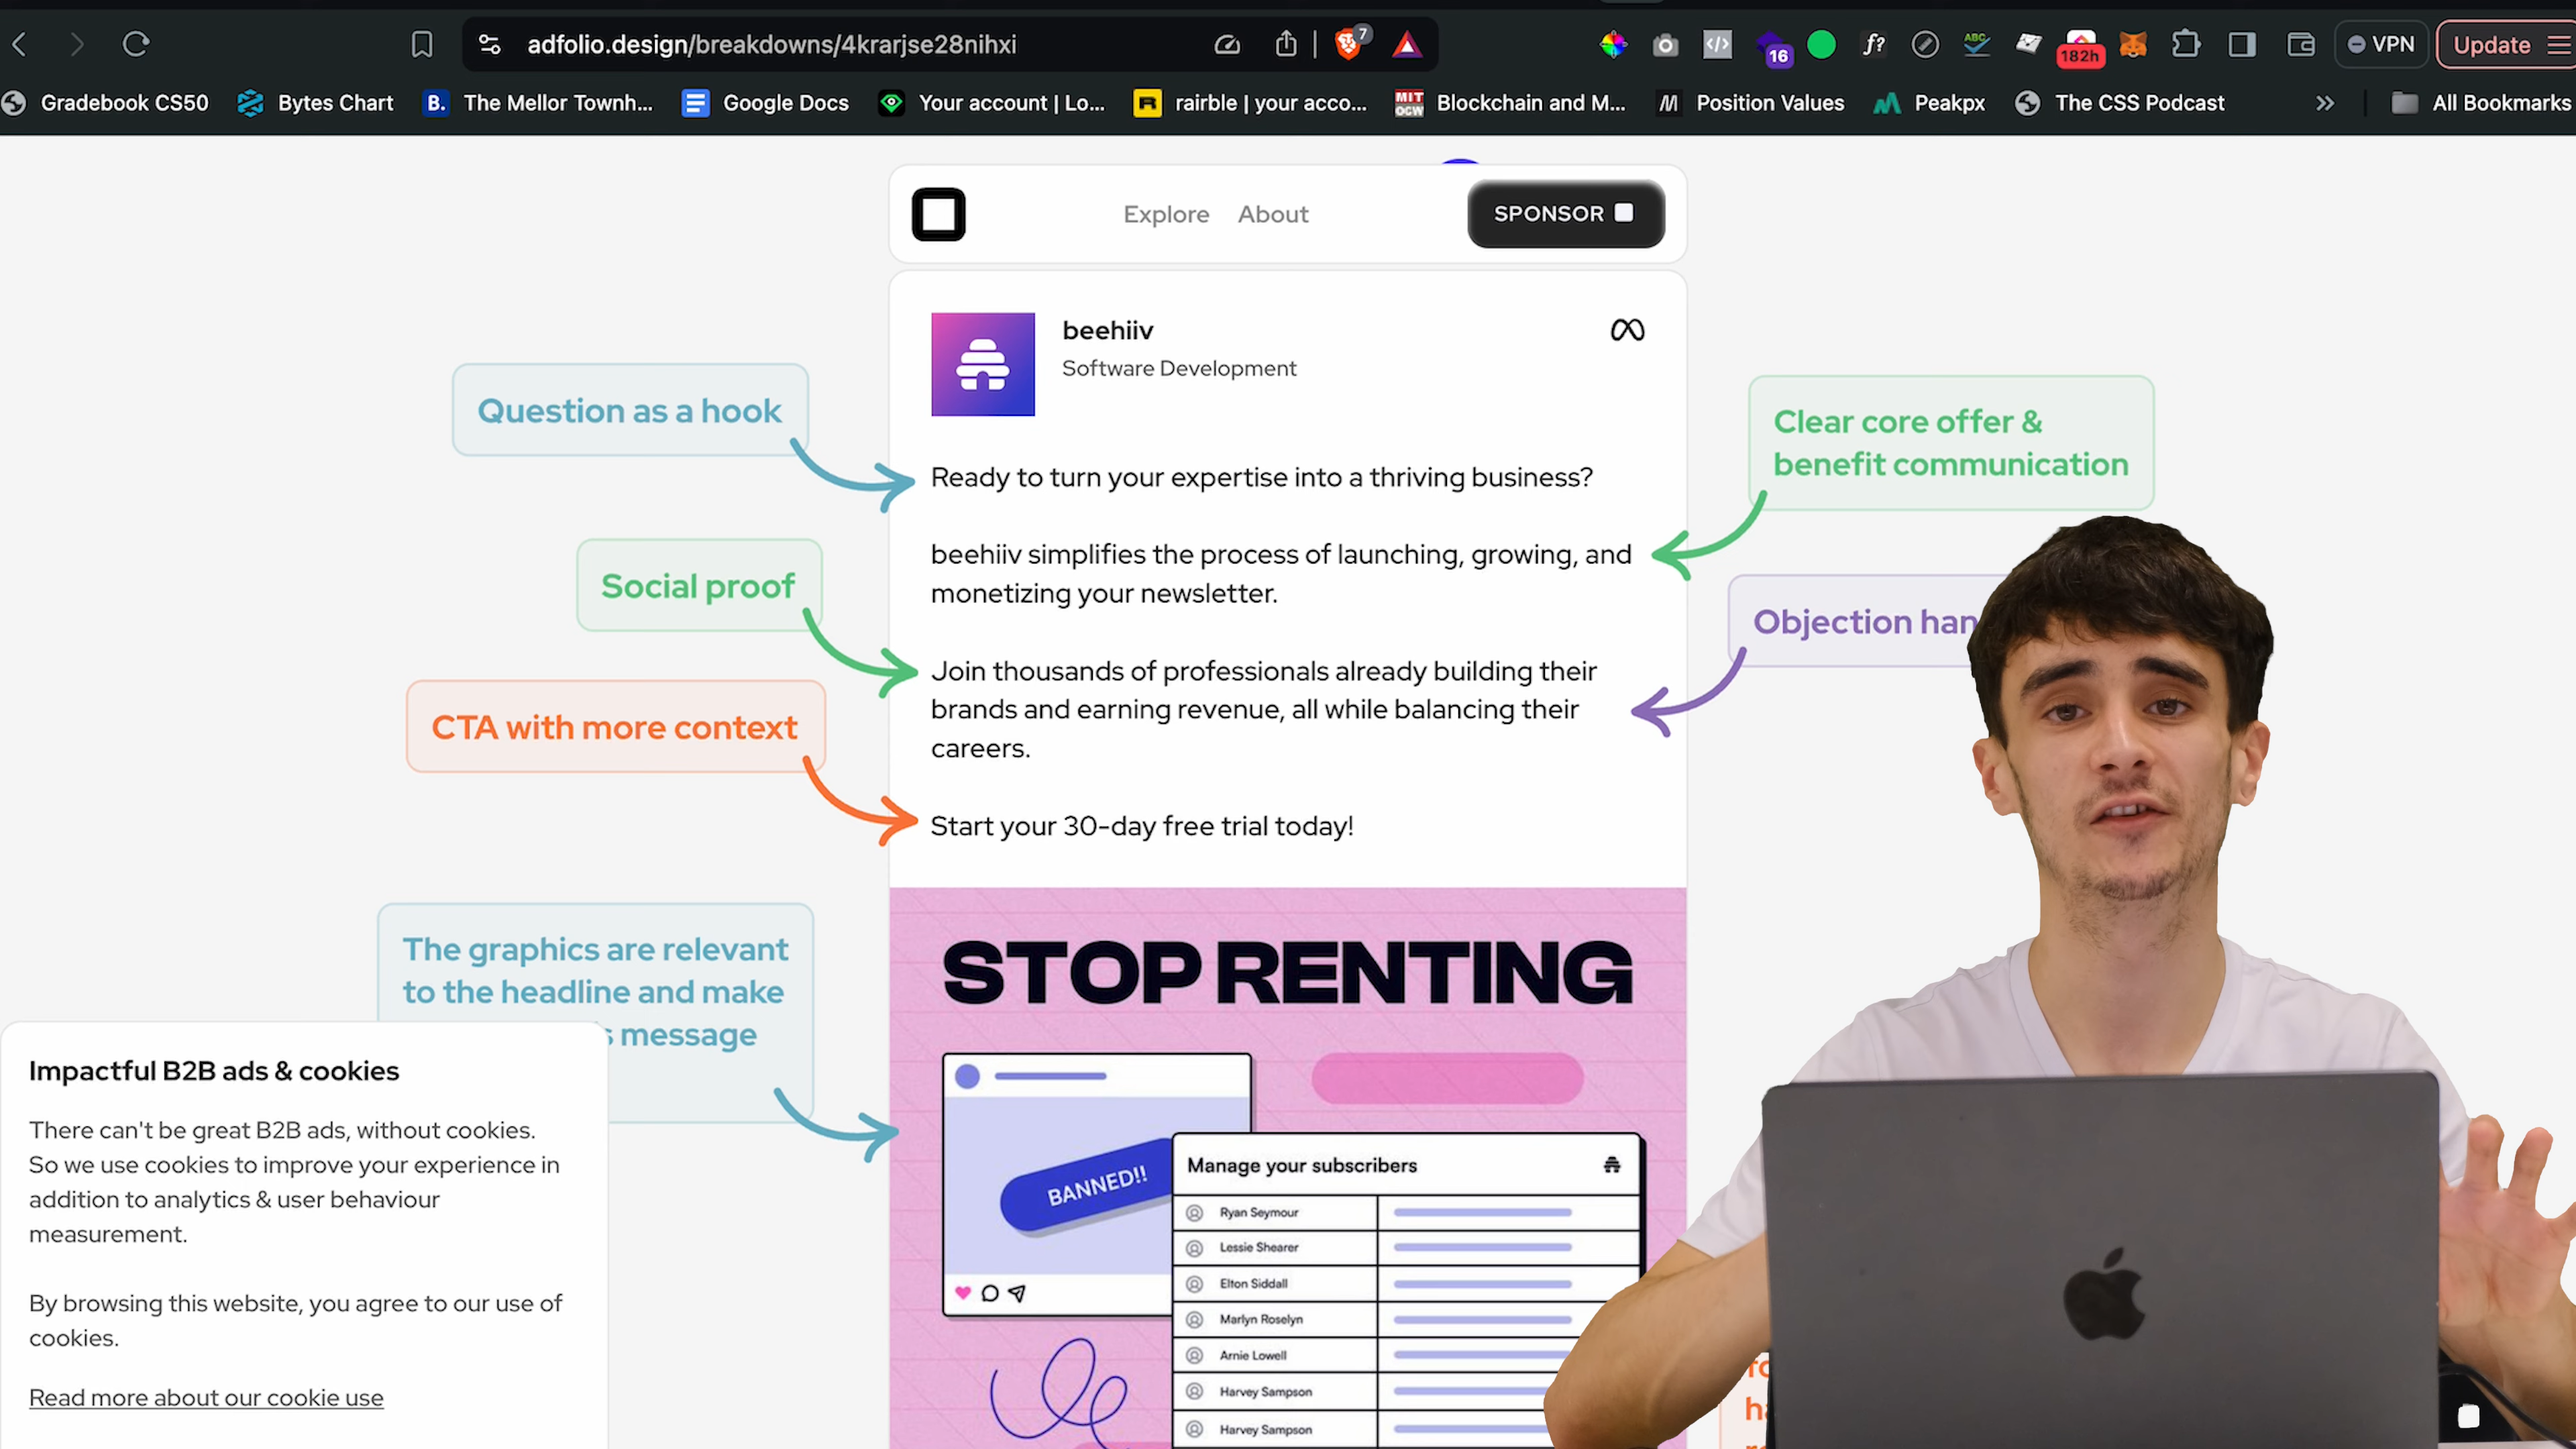 adfolio.design/breakdowns/4krarjse28nihxi
7
16
f?
ABC
182h
VPN
Update
Gradebook CS50
Bytes Chart
B.
The Mellor Townh...
Google Docs
Your account | Lo...
R
rairble | your acco...
MIT
OCW
Blockchain and M...
M
Position Values
Peakpx
The CSS Podcast
»
All Bookmarks
Explore
About
SPONSOR
beehiiv
Software Development
Question as a hook
Clear core offer &
benefit communication
Ready to turn your expertise into a thriving business?
beehiiv simplifies the process of launching, growing, and
monetizing your newsletter.
Social proof
Objection han
Join thousands of professionals already building their
brands and earning revenue, all while balancing their
careers.
CTA with more context
Start your 30-day free trial today!
The graphics are relevant
to the headline and make
s message
STOP RENTING
BANNED!!
Manage your subscribers
Ryan Seymour
Lessie Shearer
Elton Siddall
Marlyn Roselyn
Arnie Lowell
Harvey Sampson
Harvey Sampson
Impactful B2B ads & cookies
There can't be great B2B ads, without cookies.
So we use cookies to improve your experience in
addition to analytics & user behaviour
measurement.
By browsing this website, you agree to our use of
cookies.
Read more about our cookie use